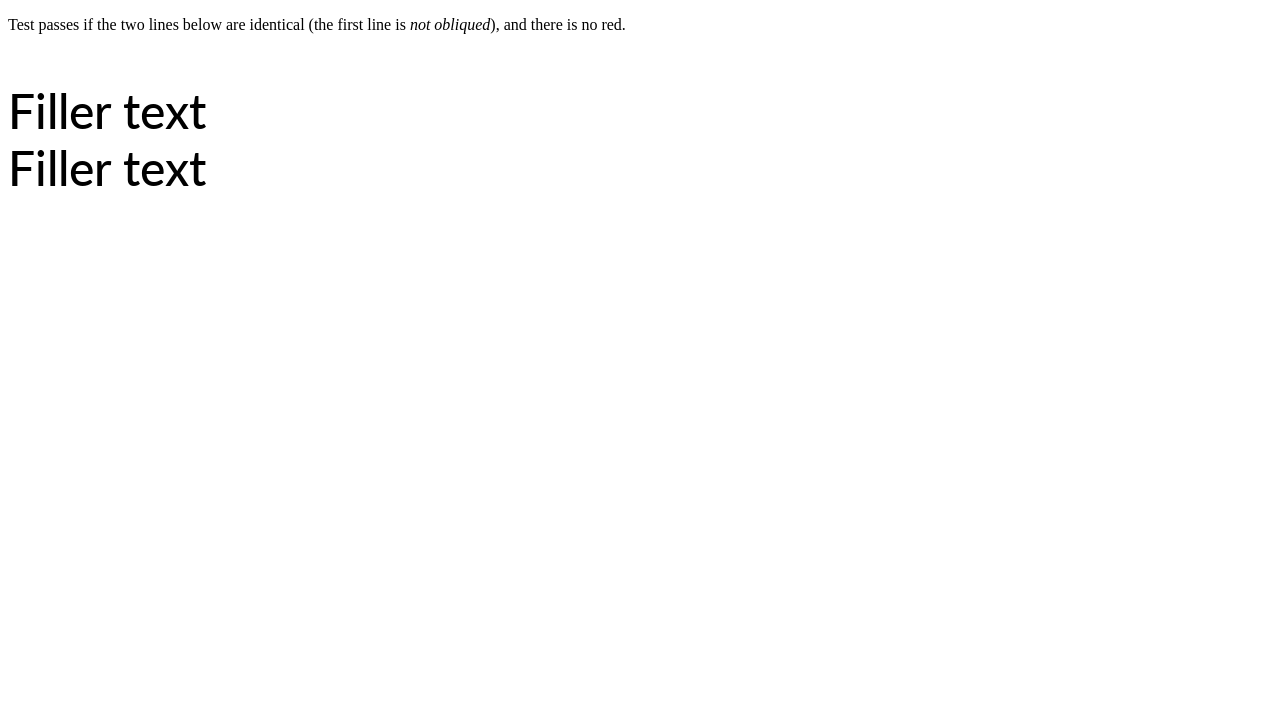 Test passes if the two lines below are identical (the first line is not obliqued), and there is no red.
Filler text
Filler text